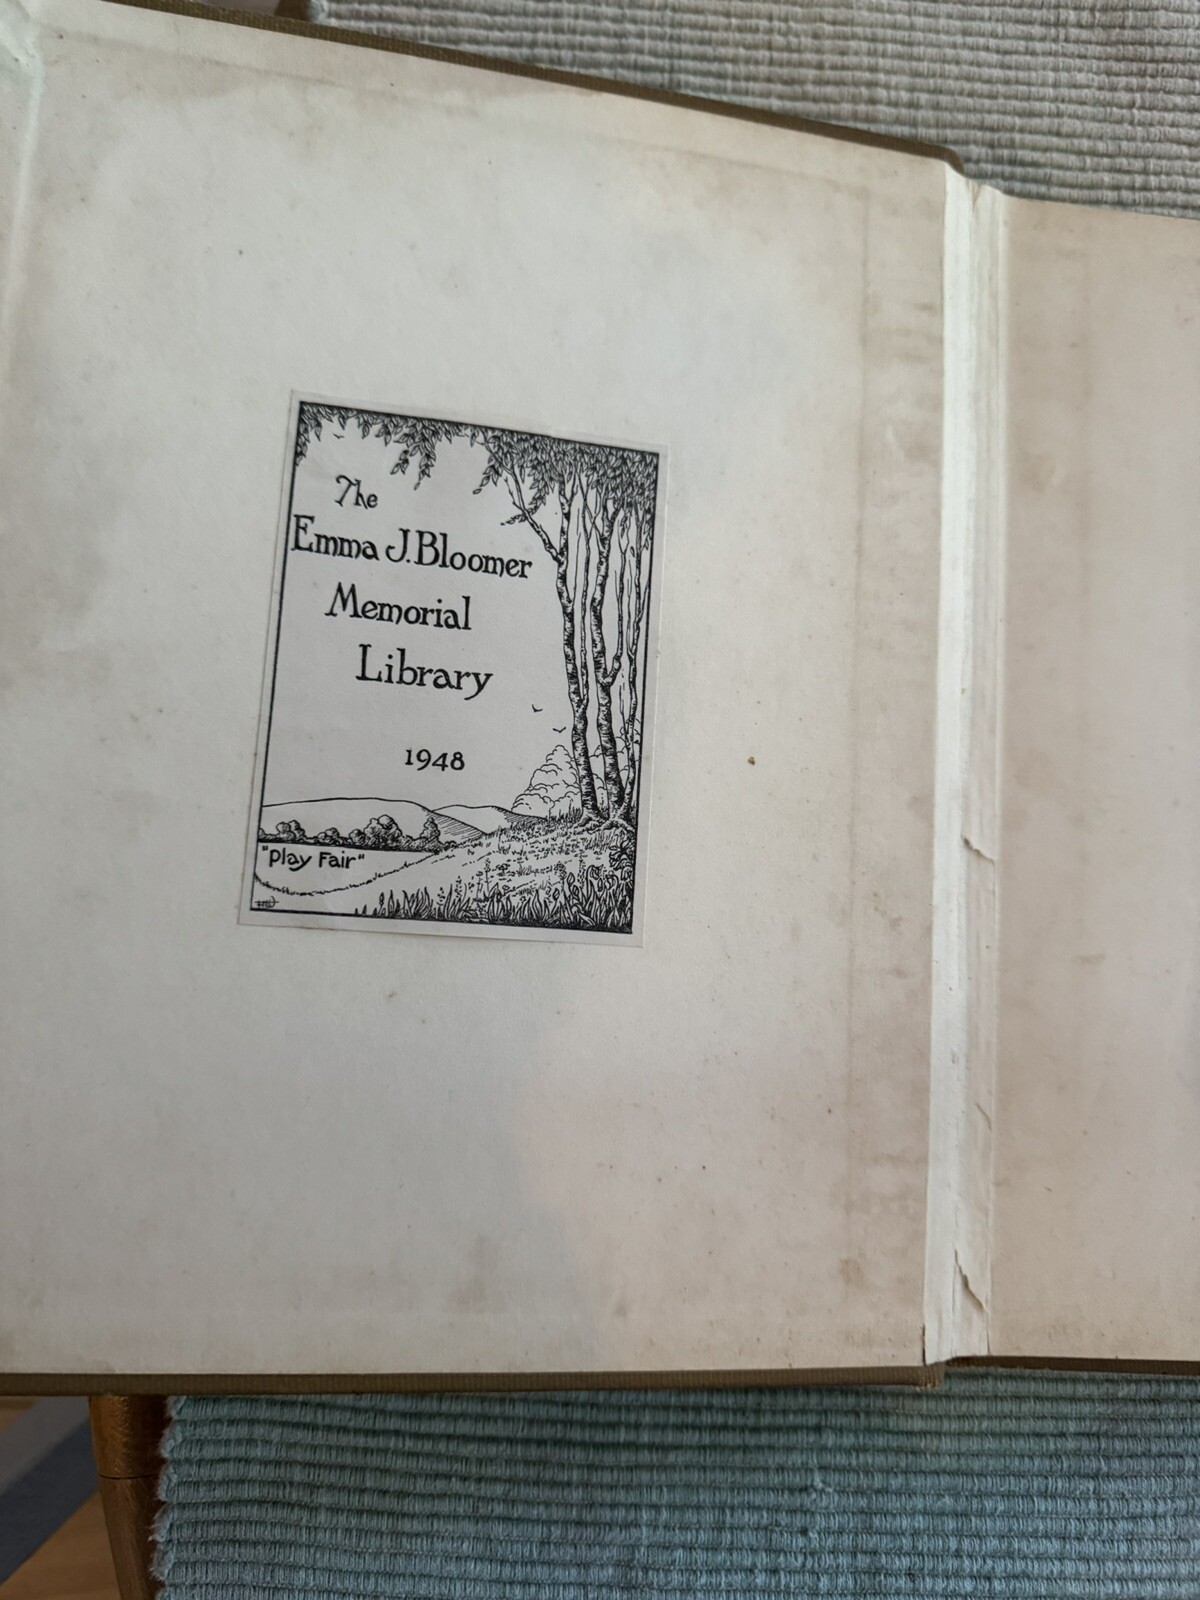 The
Emma J. Bloomer
Memorial
Library
1948
"Play Fair"